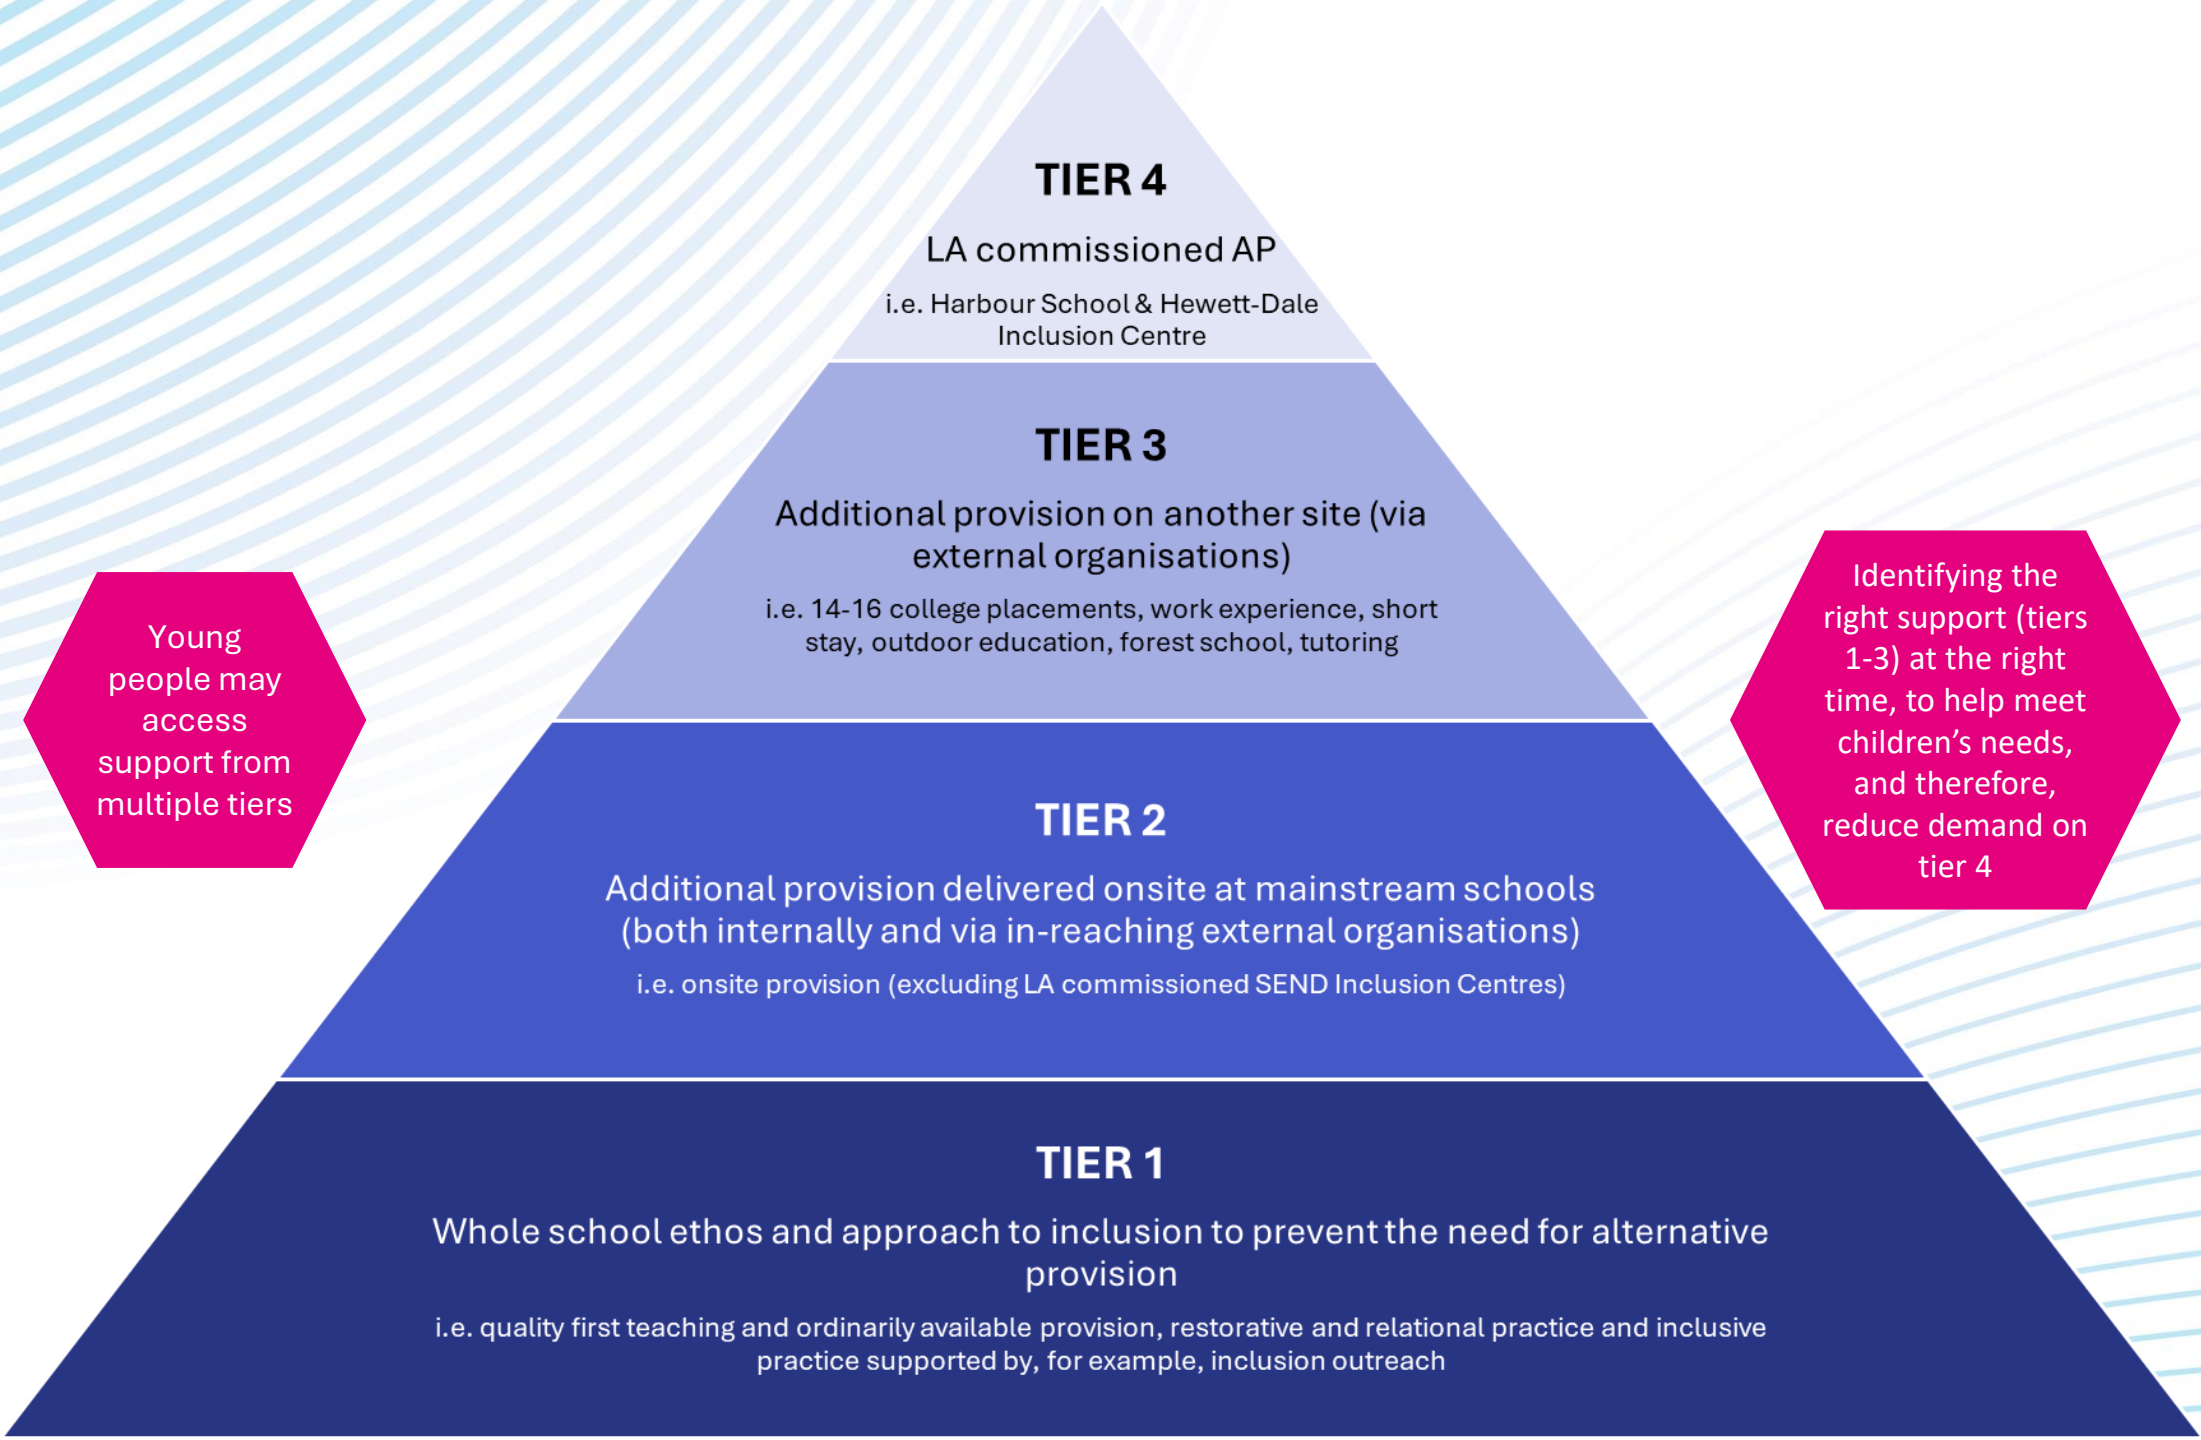 TIER 4
LA commissioned AP
i.e. Harbour School & Hewett-Dale
Inclusion Centre
TIER 3
Additional provision on another site (via
external organisations)
i.e. 14-16 college placements, work experience, short
stay, outdoor education, forest school, tutoring
Young
people may
access
support from
multiple tiers
Identifying the
right support (tiers
1-3) at the right
time, to help meet
children’s needs,
and therefore,
reduce demand on
tier 4
TIER 2
Additional provision delivered onsite at mainstream schools
(both internally and via in-reaching external organisations)
i.e. onsite provision (excluding LA commissioned SEND Inclusion Centres)
TIER 1
Whole school ethos and approach to inclusion to prevent the need for alternative
provision
i.e. quality first teaching and ordinarily available provision, restorative and relational practice and inclusive
practice supported by, for example, inclusion outreach